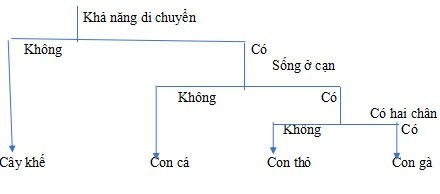 Khả năng di chuyển
Không Có
Sống ở cạn
Không Có
Có hai chân
Không Có
Cây khế Con cá Con thỏ Con gà